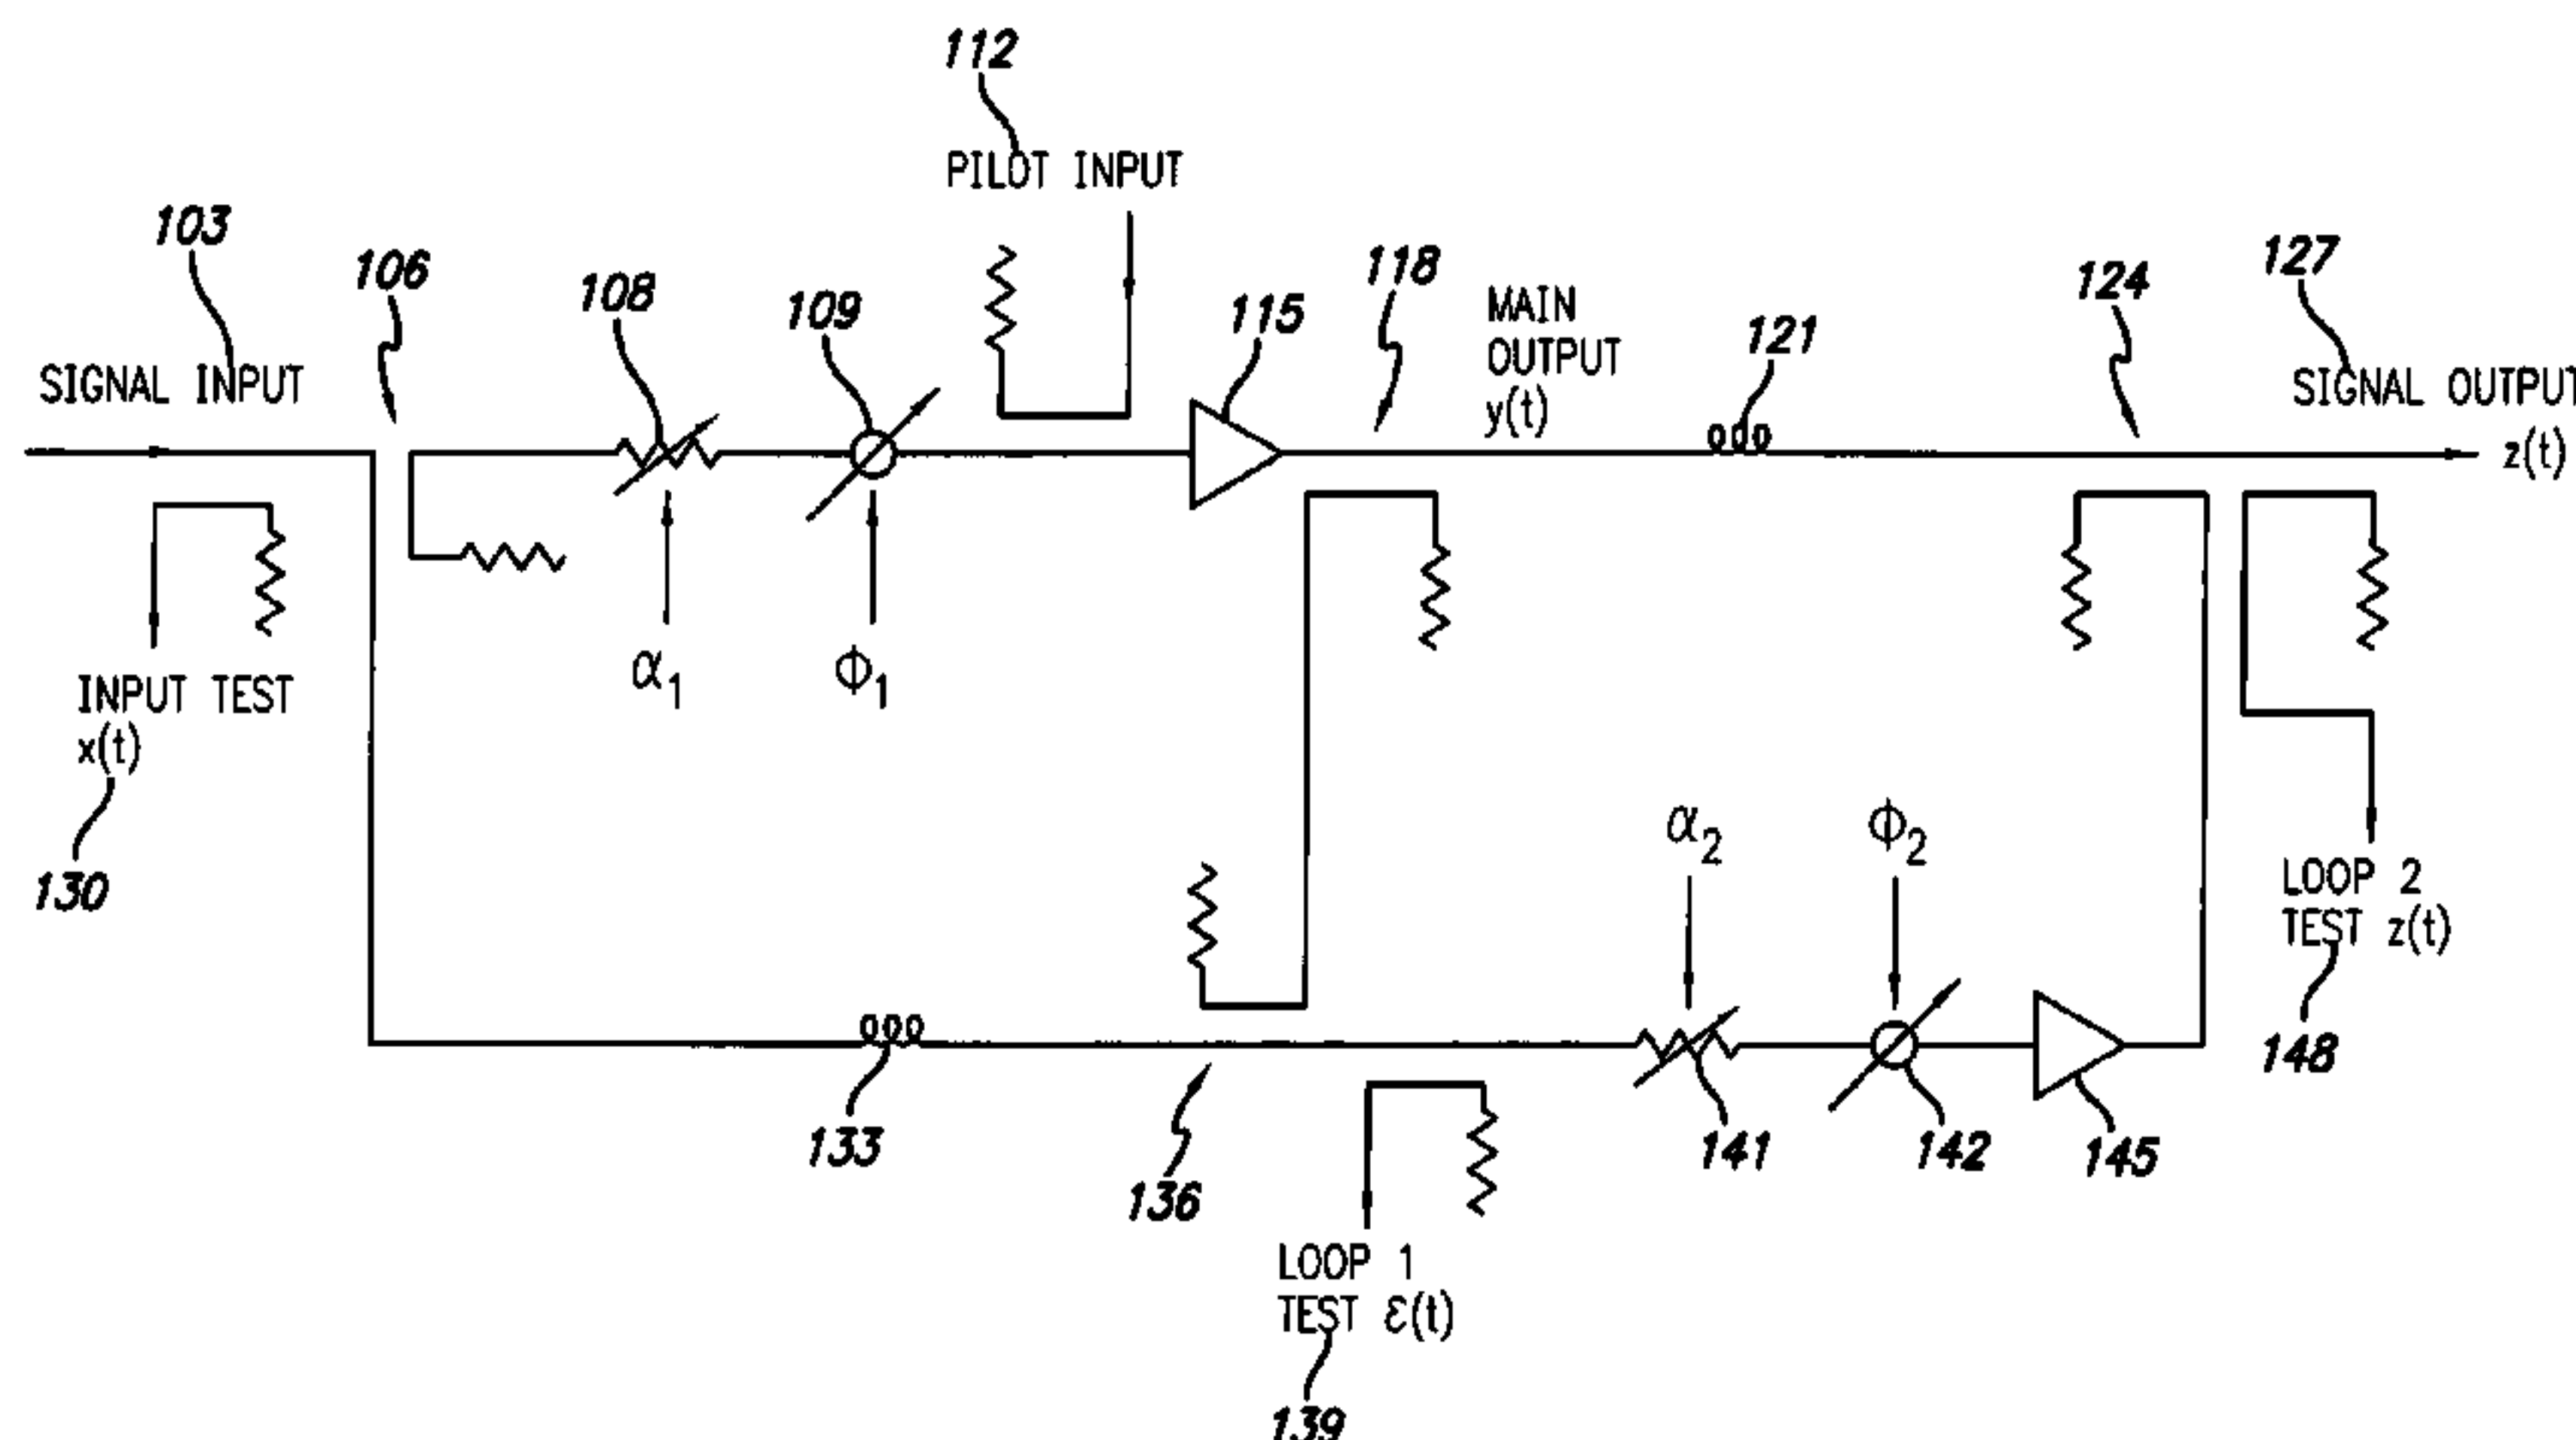 112
PILOT INPUT
103
106
108
109
115
118
MAIN
OUTPUT
y(t)
121
124
127
SIGNAL INPUT
SIGNAL OUTPUT
z(t)
INPUT TEST
x(t)
130
α1
Φ1
α2
Φ2
LOOP 2
TEST z(t)
148
133
136
141
142
145
LOOP 1
TEST ε(t)
139